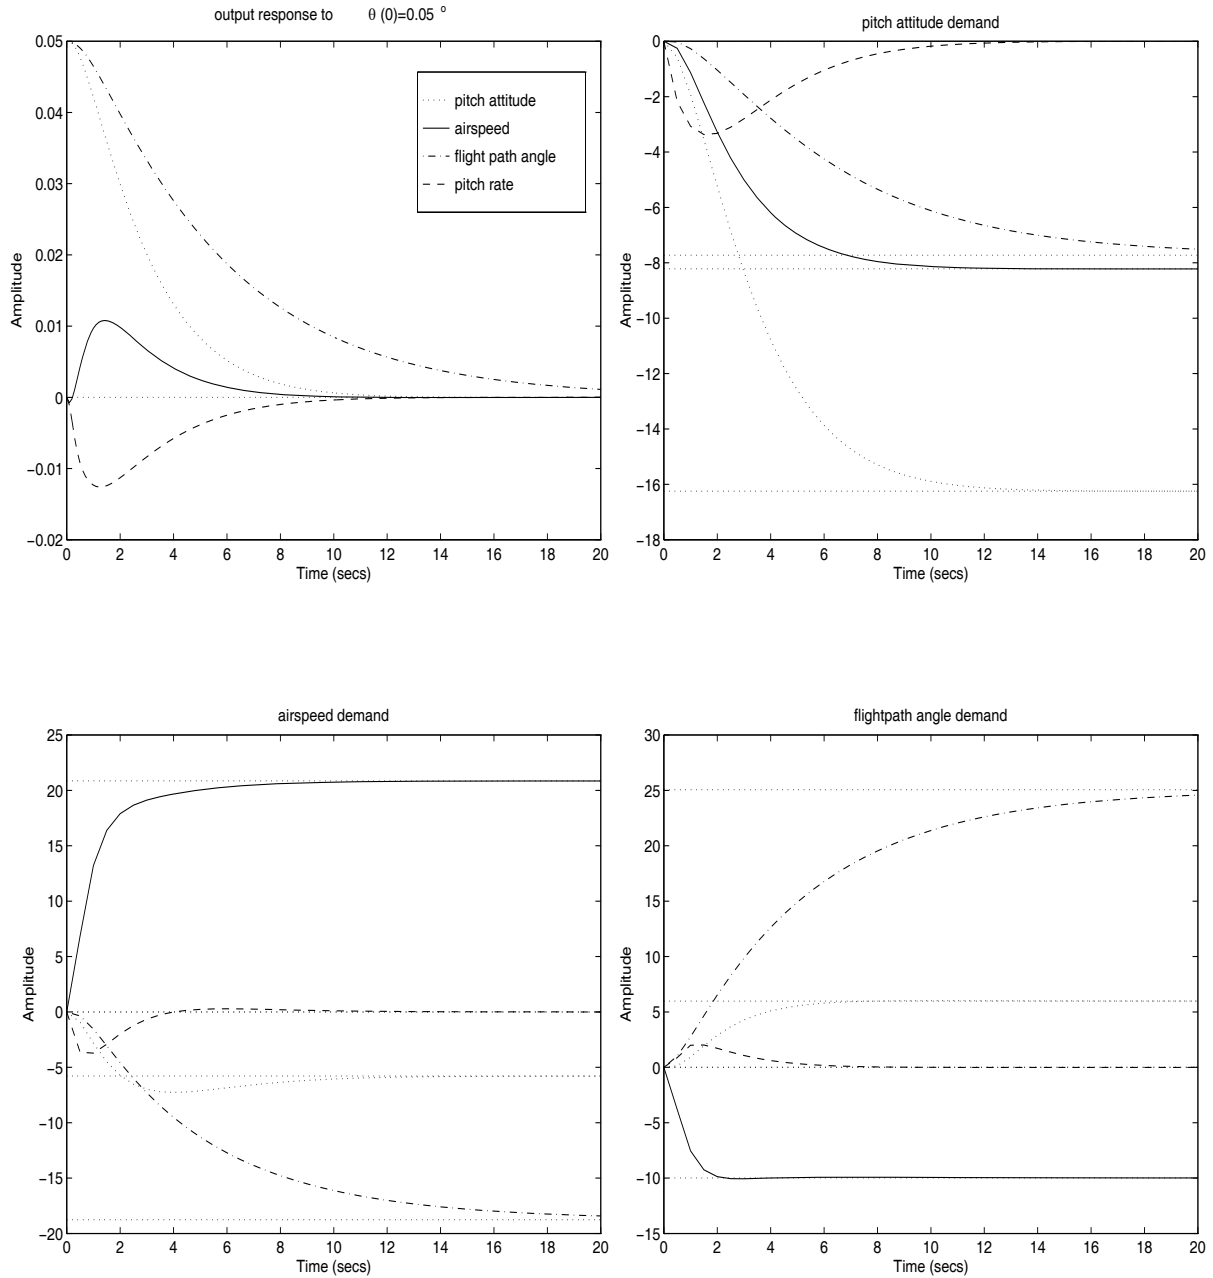 output response to θ (0)=0.05 °
0.05
0.04
0.03
0.02
0.01
0
−0.01
−0.02
Amplitude
pitch attitude
airspeed
flight path angle
pitch rate
0 2 4 6 8 10 12 14 16 18 20
Time (secs)
pitch attitude demand
0
−2
−4
−6
−8
−10
−12
−14
−16
−18
Amplitude
0 2 4 6 8 10 12 14 16 18 20
Time (secs)
airspeed demand
25
20
15
10
5
0
−5
−10
−15
−20
Amplitude
0 2 4 6 8 10 12 14 16 18 20
Time (secs)
flightpath angle demand
30
25
20
15
10
5
0
−5
−10
−15
Amplitude
0 2 4 6 8 10 12 14 16 18 20
Time (secs)